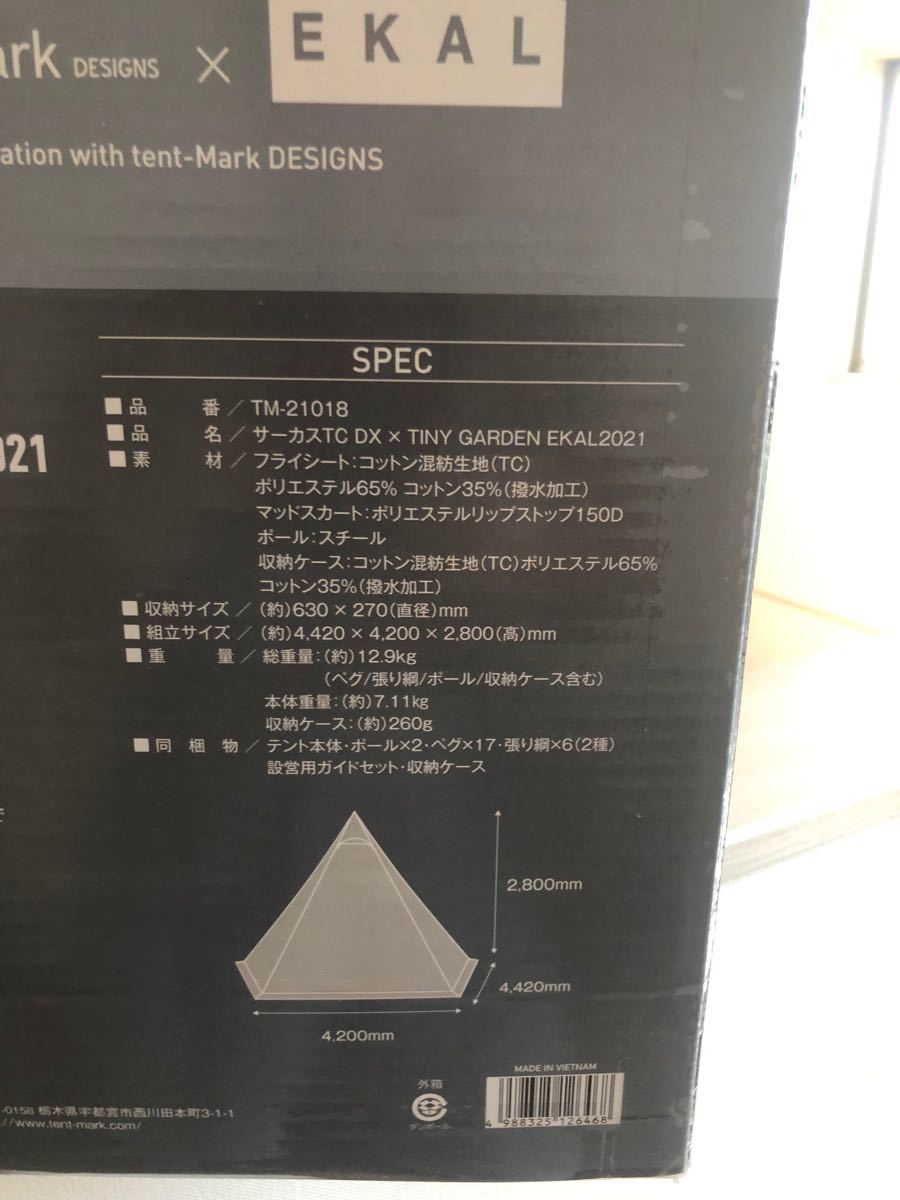 ark DESIGNS × EKAL
ation with tent-Mark DESIGNS
SPEC
021
■品 番／TM-21018
■品 名／サーカスTC DX × TINY GARDEN EKAL2021
■素 材／フライシート:コットン混紡生地(TC)
ポリエステル65% コットン35%(撥水加工)
マッドスカート:ポリエステルリップストップ150D
ポール:スチール
収納ケース:コットン混紡生地(TC)ポリエステル65%
コットン35%(撥水加工)
■収納サイズ／(約)630 × 270(直径)mm
■組立サイズ／(約)4,420 × 4,200 × 2,800(高)mm
■重 量／総重量:(約)12.9kg
(ペグ/張り綱/ポール/収納ケース含む)
本体重量:(約)7.11kg
収納ケース:(約)260g
■同 梱 物／テント本体・ポール×2・ペグ×17・張り綱×6(2種)
設営用ガイドセット・収納ケース
で
2,800mm
4,420mm
4,200mm
MADE IN VIETNAM
外箱
ダンボール
4 988325 126468
-0158 栃木県宇都宮市西川田本町3-1-1
://www.tent-mark.com/